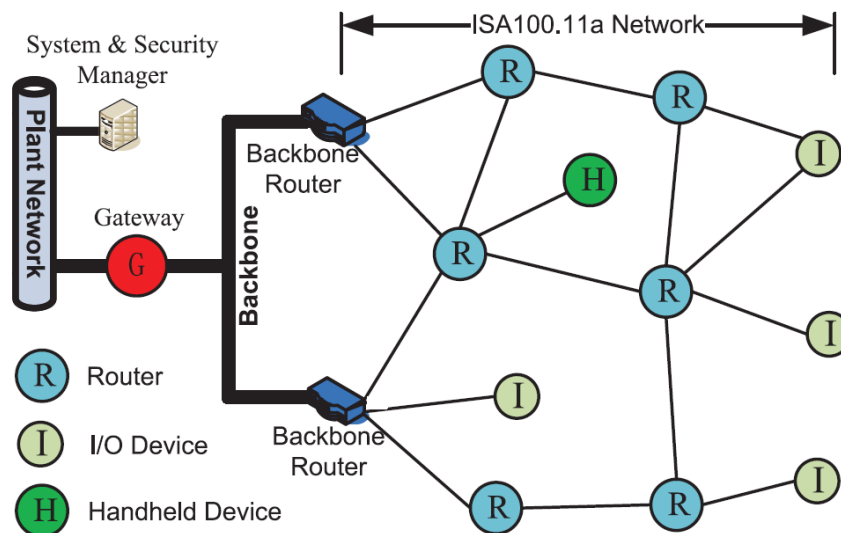 ISA100.11a Network
System & Security
Manager
Plant Network
Backbone
Router
Gateway
G
Backbone
Backbone
Router
R
R
I
H
R
R
I
I
R
R
I
R Router
I I/O Device
H Handheld Device